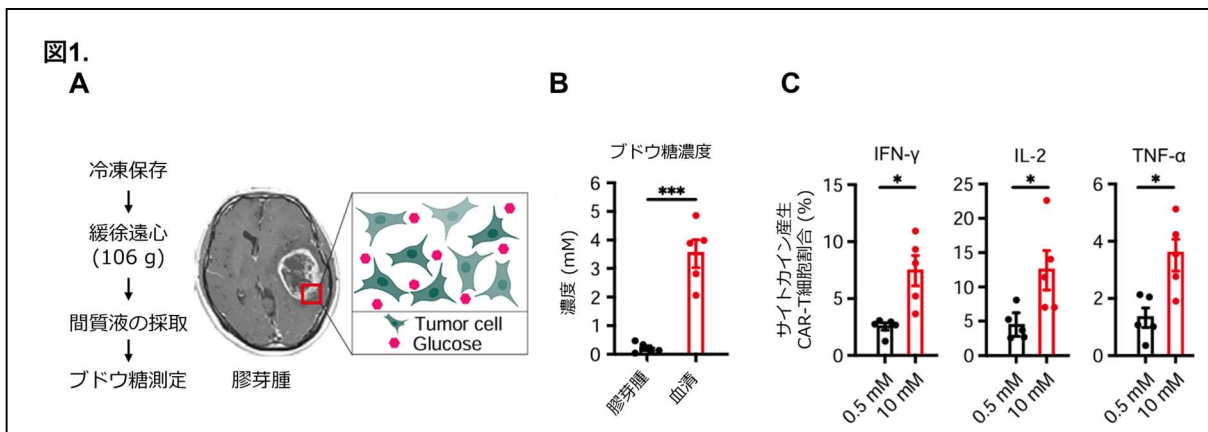 図1.
A
冷凍保存
緩徐遠心
(106 g)
間質液の採取
ブドウ糖測定
膠芽腫
Tumor cell
Glucose
B
ブドウ糖濃度
濃度 (mM)
6
5
4
3
2
1
0
***
膠芽腫
血清
C
サイトカイン産生
CAR-T細胞割合 (%)
IFN-γ
*
15
10
5
0
0.5 mM
10 mM
IL-2
*
25
20
15
10
5
0
0.5 mM
10 mM
TNF-α
*
6
4
2
0
0.5 mM
10 mM